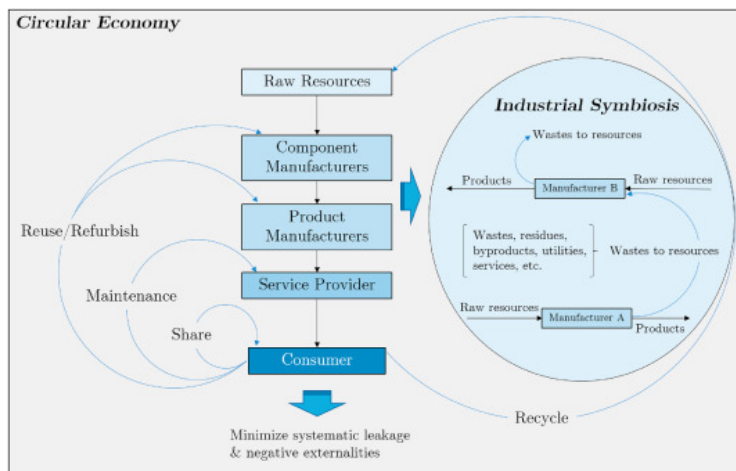 Circular Economy
Raw Resources
Component
Manufacturers
Product
Manufacturers
Service Provider
Consumer
Reuse/Refurbish
Maintenance
Share
Minimize systematic leakage
& negative externalities
Recycle
Industrial Symbiosis
Wastes to resources
Products
Manufacturer B
Raw resources
Wastes, residues,
byproducts, utilities,
services, etc.
Wastes to resources
Raw resources
Manufacturer A
Products